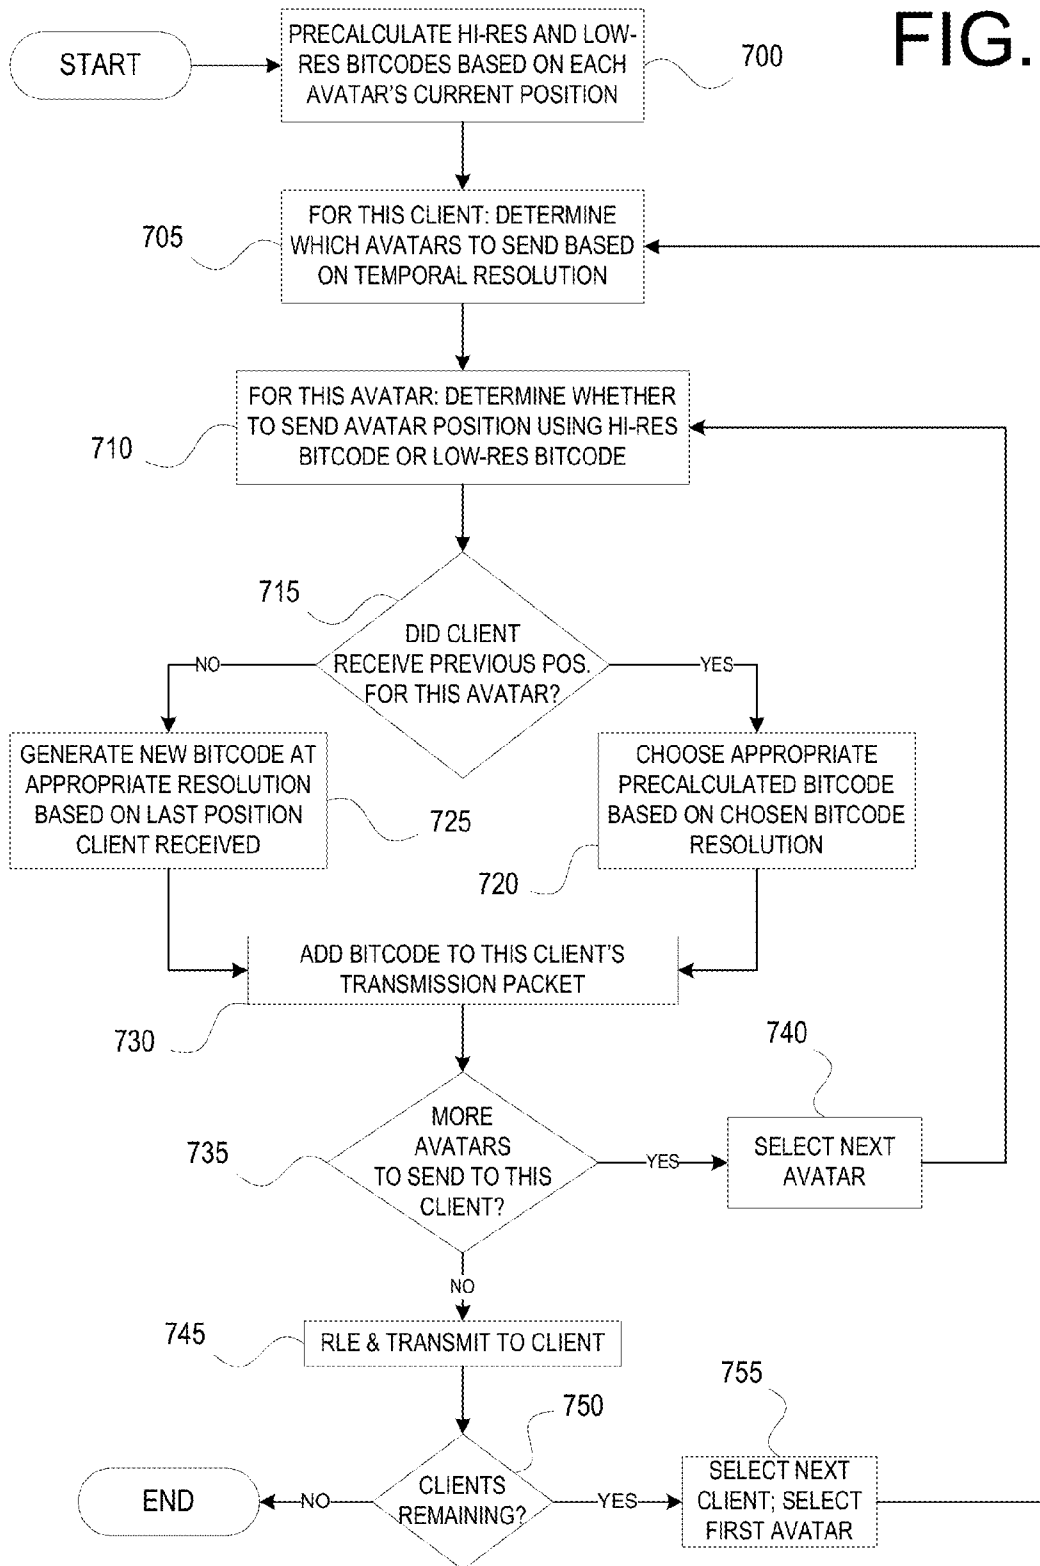 FIG.
START
PRECALCULATE HI-RES AND LOW-
RES BITCODES BASED ON EACH
AVATAR'S CURRENT POSITION
700
705
FOR THIS CLIENT: DETERMINE
WHICH AVATARS TO SEND BASED
ON TEMPORAL RESOLUTION
710
FOR THIS AVATAR: DETERMINE WHETHER
TO SEND AVATAR POSITION USING HI-RES
BITCODE OR LOW-RES BITCODE
715
DID CLIENT
RECEIVE PREVIOUS POS.
FOR THIS AVATAR?
NO
YES
GENERATE NEW BITCODE AT
APPROPRIATE RESOLUTION
BASED ON LAST POSITION
CLIENT RECEIVED
725
CHOOSE APPROPRIATE
PRECALCULATED BITCODE
BASED ON CHOSEN BITCODE
RESOLUTION
720
ADD BITCODE TO THIS CLIENT'S
TRANSMISSION PACKET
730
735
MORE
AVATARS
TO SEND TO THIS
CLIENT?
YES
740
SELECT NEXT
AVATAR
NO
745
RLE & TRANSMIT TO CLIENT
750
CLIENTS
REMAINING?
NO
END
YES
755
SELECT NEXT
CLIENT; SELECT
FIRST AVATAR